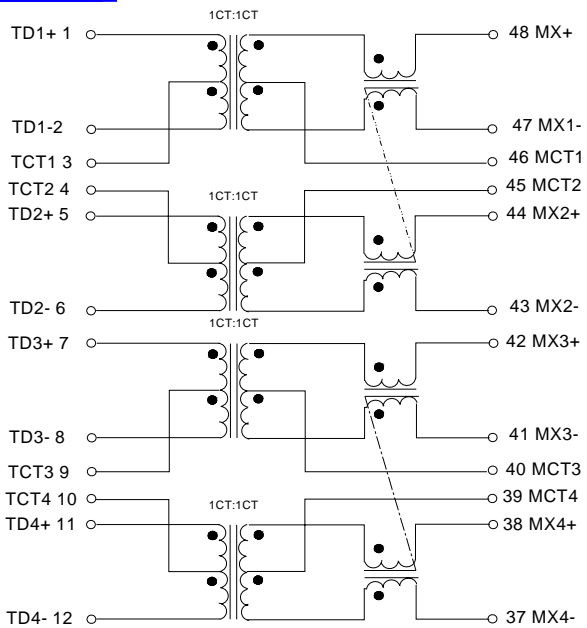 1CT:1CT
TD1+ 1 48 MX+
TD1-2 47 MX1-
TCT1 3 46 MCT1
TCT2 4 45 MCT2
1CT:1CT
TD2+ 5 44 MX2+
TD2- 6 43 MX2-
1CT:1CT
TD3+ 7 42 MX3+
TD3- 8 41 MX3-
TCT3 9 40 MCT3
TCT4 10 39 MCT4
1CT:1CT
TD4+ 11 38 MX4+
TD4- 12 37 MX4-